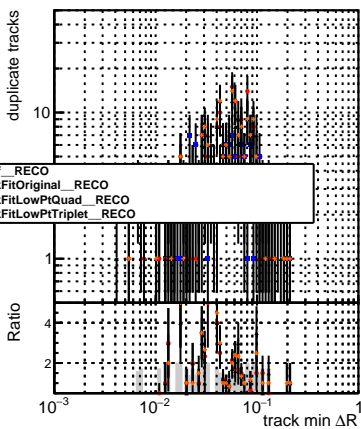 duplicate tracks
10
__RECO
FitOriginal__RECO
FitLowPtQuad__RECO
FitLowPtTriplet__RECO
1
Ratio
4
2
10⁻³ 10⁻² 10⁻¹ 1
track min ΔR